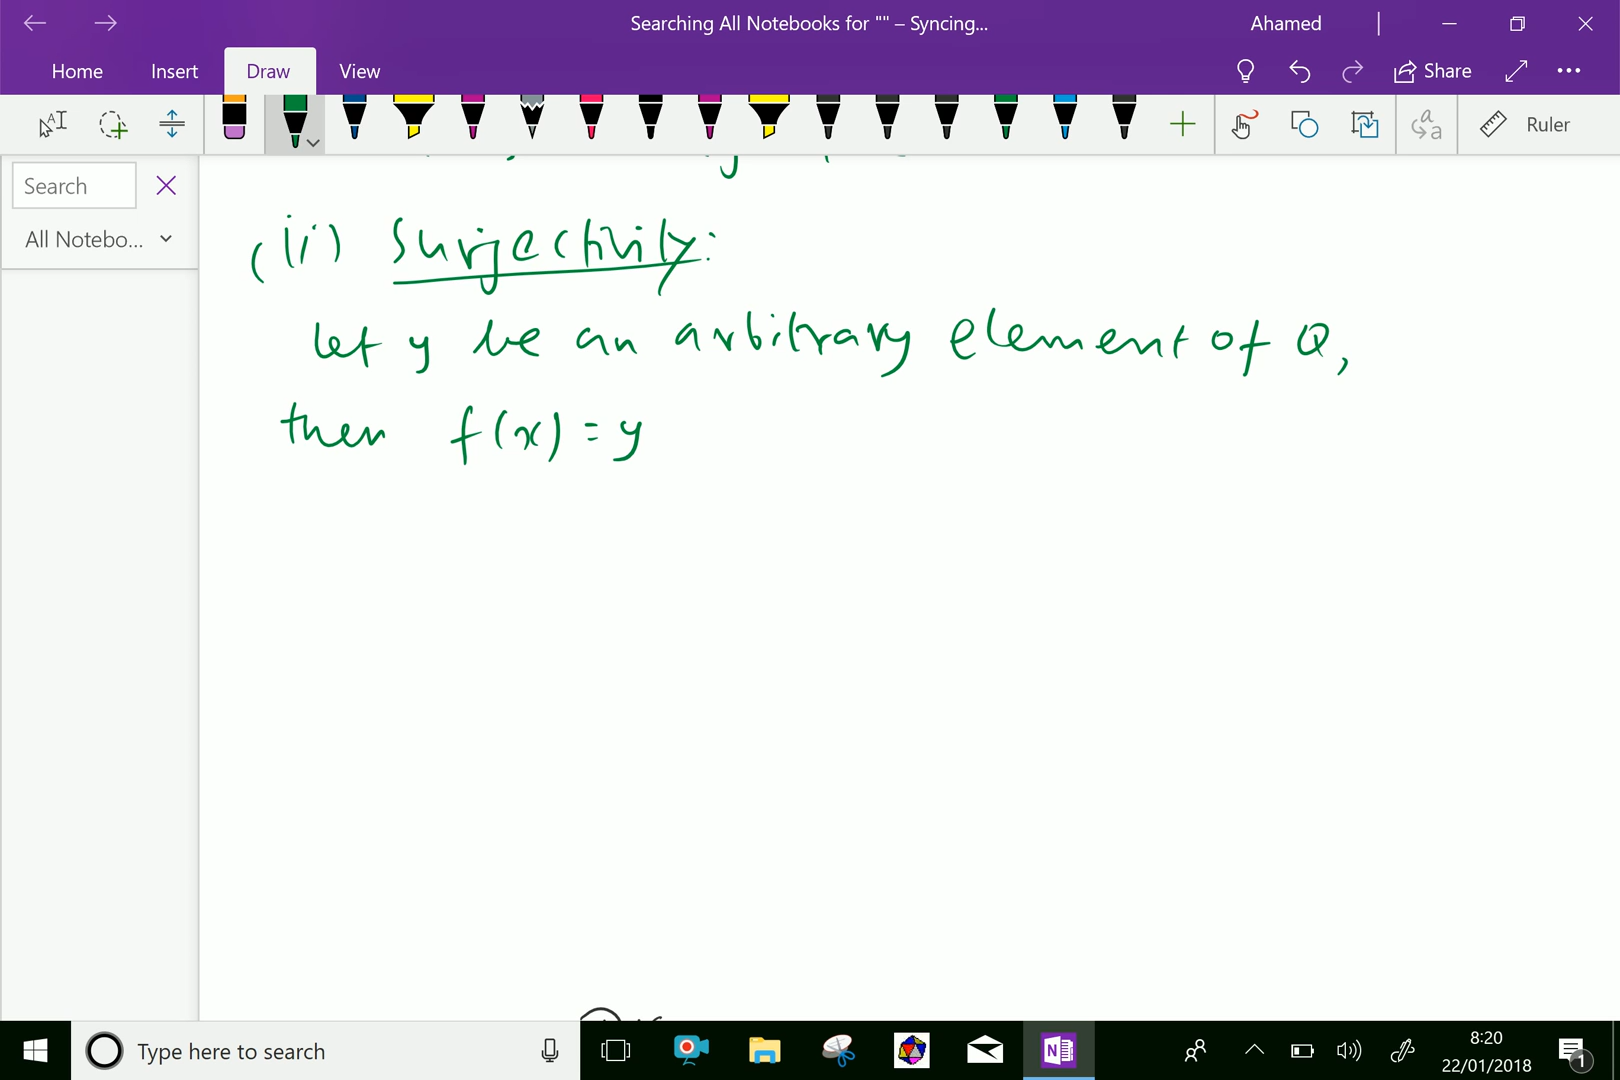 Searching All Notebooks for "" – Syncing...
Ahamed
Home Insert Draw View
Share
Ruler
Search
All Notebo...
(ii) Surjectivity:
let y be an arbitrary element of Q,
then f(x) = y
Type here to search
8:20
22/01/2018
1